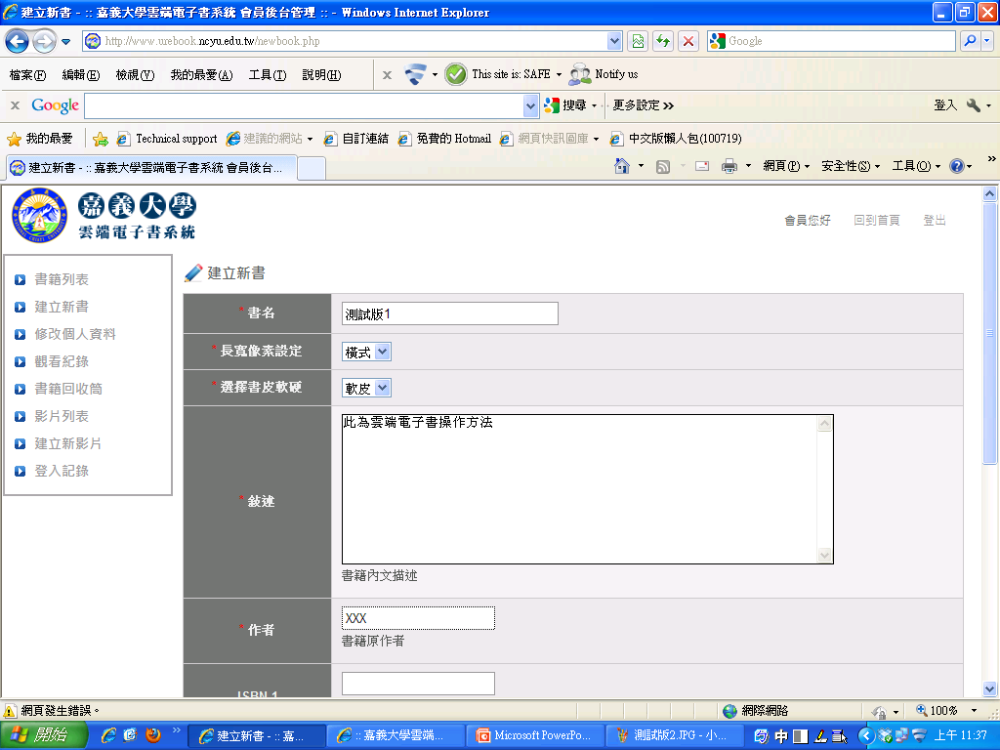 建立新書 - :: 嘉義大學雲端電子書系統 會員後台管理 :: - Windows Internet Explorer
http://www.urebook.ncyu.edu.tw/newbook.php
Google
檔案(F) 編輯(E) 檢視(V) 我的最愛(A) 工具(T) 說明(H)
This site is: SAFE
Notify us
Google
搜尋
更多設定 »
登入
我的最愛
Technical support
建議的網站
自訂連結
免費的 Hotmail
網頁快訊圖庫
中文版懶人包(100719)
建立新書 - :: 嘉義大學雲端電子書系統 會員後台...
網頁(P) 安全性(S) 工具(O)
嘉義大學
雲端電子書系統
會員您好 回到首頁 登出
書籍列表
建立新書
修改個人資料
觀看紀錄
書籍回收筒
影片列表
建立新影片
登入記錄
建立新書
* 書名
測試版1
* 長寬像素設定
橫式
* 選擇書皮軟硬
軟皮
* 敍述
此為雲端電子書操作方法
書籍內文描述
* 作者
XXX
書籍原作者
ISBN 1
網頁發生錯誤。
網際網路
100%
開始
建立新書 - :: 嘉...
:: 嘉義大學雲端...
Microsoft PowerPo...
測試版2.JPG - 小...
中
上午 11:37